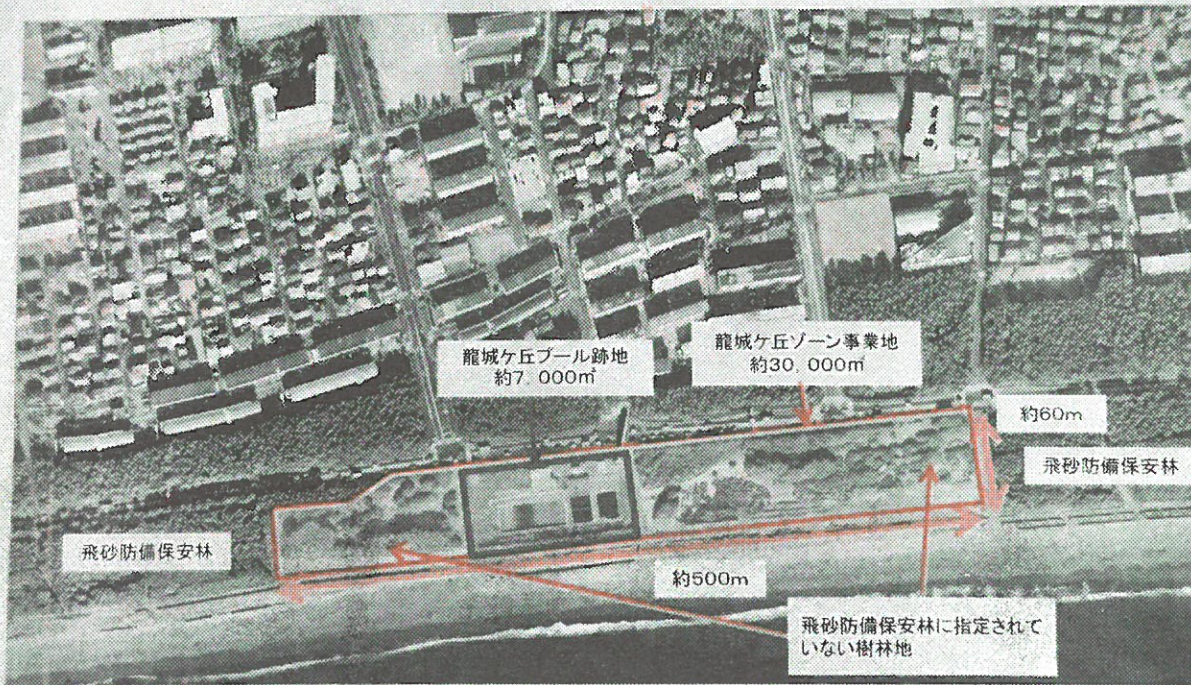 龍城ケ丘プール跡地
約7,000㎡
龍城ケ丘ゾーン事業地
約30,000㎡
約60m
飛砂防備保安林
飛砂防備保安林
約500m
飛砂防備保安林に指定されて
いない樹林地